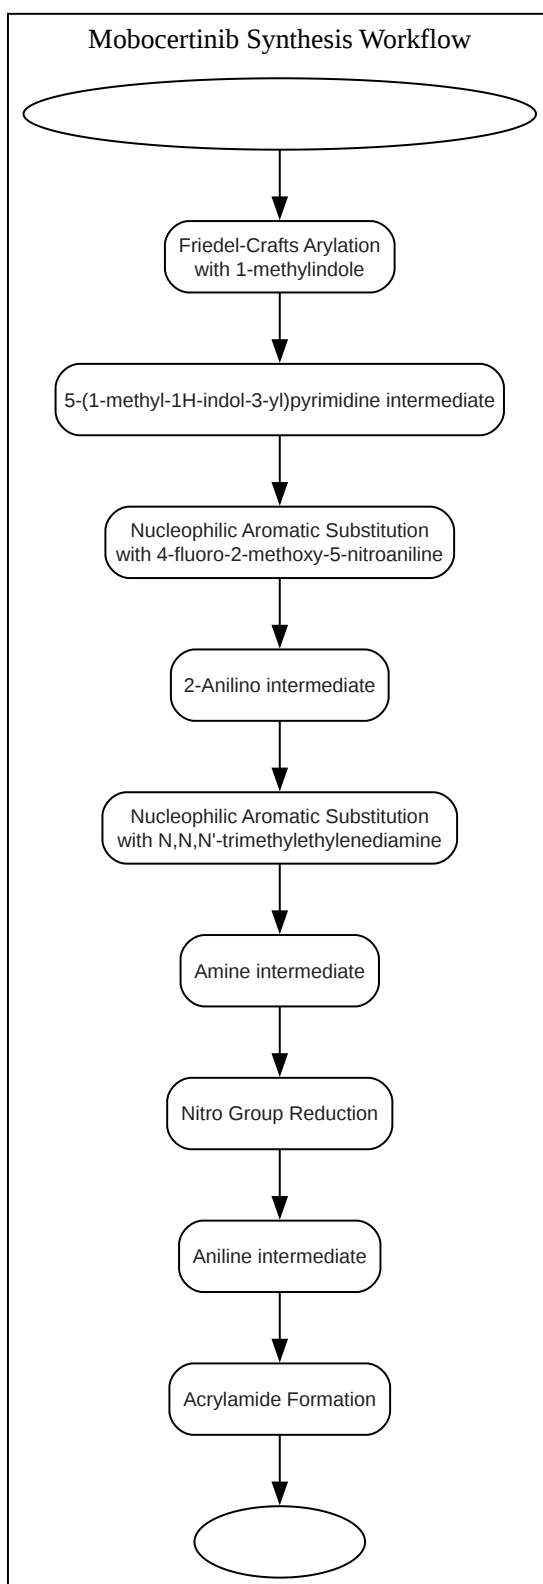 Mobocertinib Synthesis Workflow
Friedel-Crafts Arylation
with 1-methylindole
5-(1-methyl-1H-indol-3-yl)pyrimidine intermediate
Nucleophilic Aromatic Substitution
with 4-fluoro-2-methoxy-5-nitroaniline
2-Anilino intermediate
Nucleophilic Aromatic Substitution
with N,N,N'-trimethylethylenediamine
Amine intermediate
Nitro Group Reduction
Aniline intermediate
Acrylamide Formation